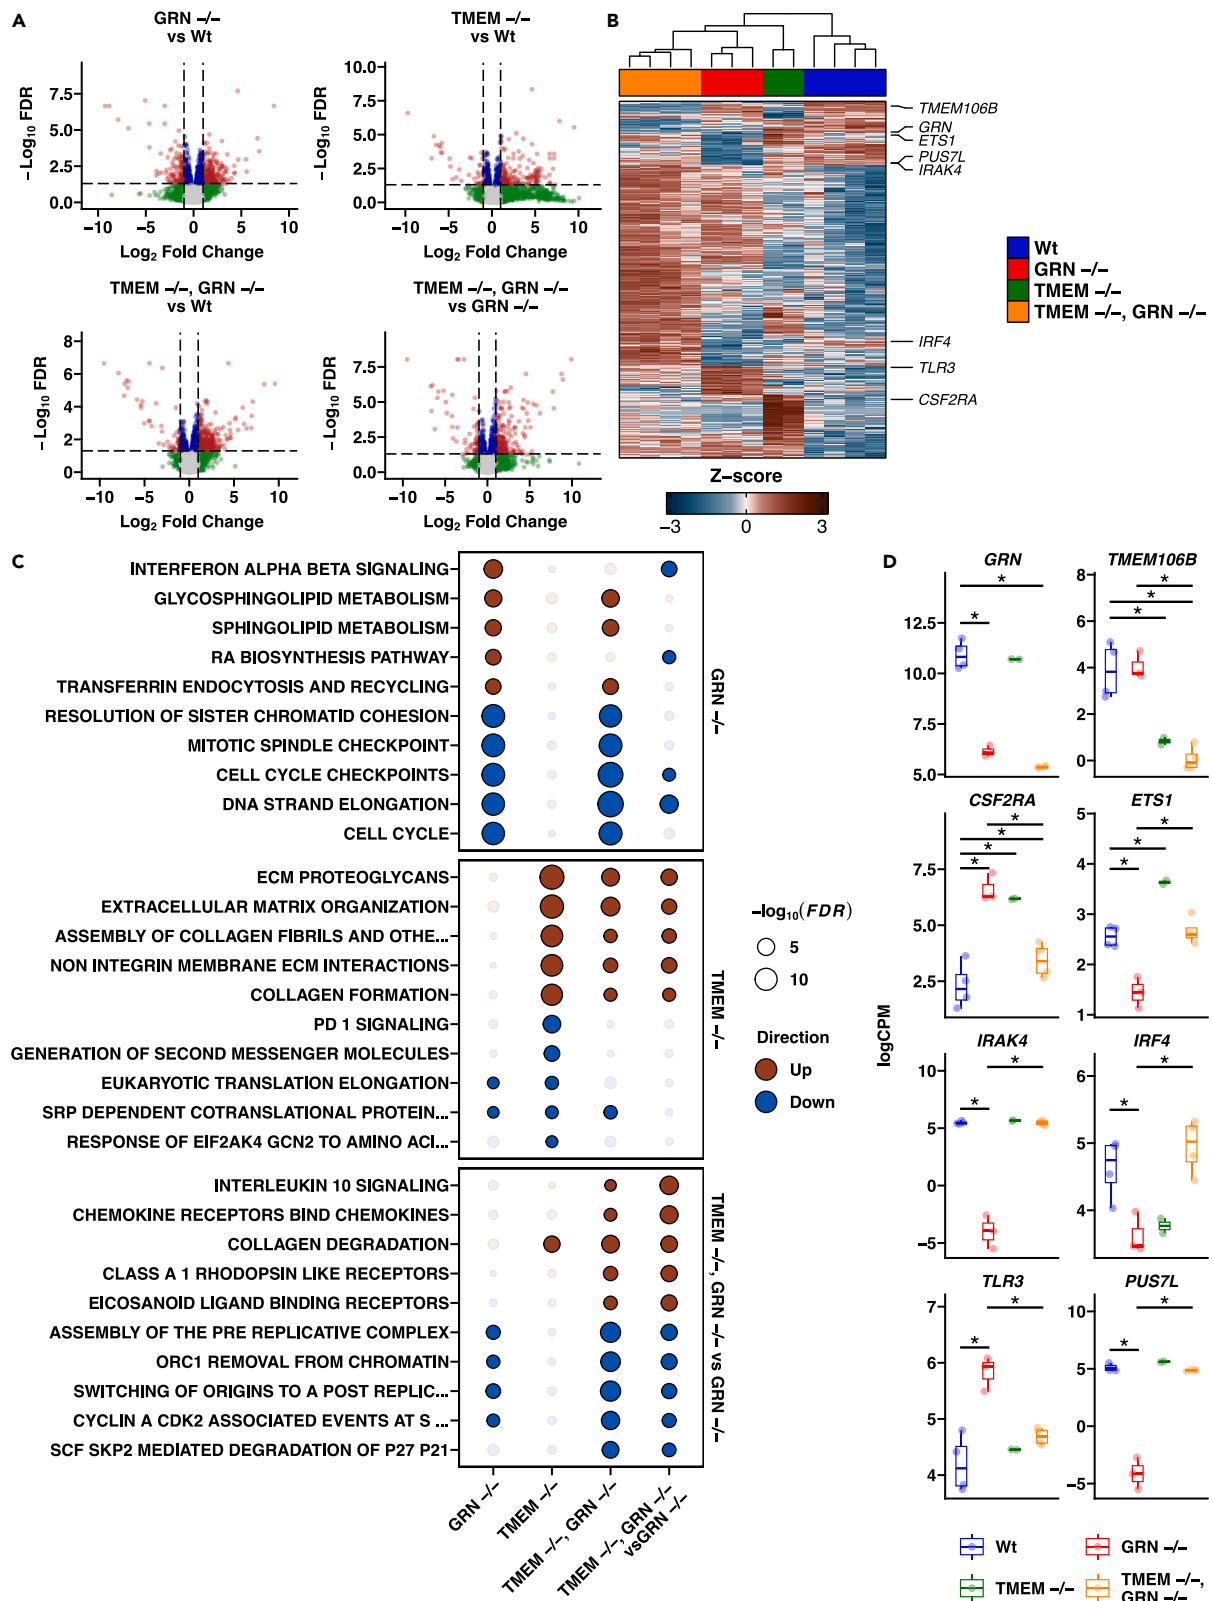 A
GRN −/−
vs Wt
−Log10 FDR
7.5
5.0
2.5
0.0
−10
−5
0
5
10
Log2 Fold Change
TMEM −/−
vs Wt
−Log10 FDR
10.0
7.5
5.0
2.5
0.0
−10
−5
0
5
10
Log2 Fold Change
TMEM −/−, GRN −/−
vs Wt
−Log10 FDR
8
6
4
2
0
−10
−5
0
5
10
Log2 Fold Change
TMEM −/−, GRN −/−
vs GRN −/−
−Log10 FDR
10.0
7.5
5.0
2.5
0.0
−10
−5
0
5
10
Log2 Fold Change
B
TMEM106B
GRN
ETS1
PUS7L
IRAK4
IRF4
TLR3
CSF2RA
Z−score
−3
0
3
Wt
GRN −/−
TMEM −/−
TMEM −/−, GRN −/−
C
INTERFERON ALPHA BETA SIGNALING
GLYCOSPHINGOLIPID METABOLISM
SPHINGOLIPID METABOLISM
RA BIOSYNTHESIS PATHWAY
TRANSFERRIN ENDOCYTOSIS AND RECYCLING
RESOLUTION OF SISTER CHROMATID COHESION
MITOTIC SPINDLE CHECKPOINT
CELL CYCLE CHECKPOINTS
DNA STRAND ELONGATION
CELL CYCLE
GRN −/−
ECM PROTEOGLYCANS
EXTRACELLULAR MATRIX ORGANIZATION
ASSEMBLY OF COLLAGEN FIBRILS AND OTHE...
NON INTEGRIN MEMBRANE ECM INTERACTIONS
COLLAGEN FORMATION
PD 1 SIGNALING
GENERATION OF SECOND MESSENGER MOLECULES
EUKARYOTIC TRANSLATION ELONGATION
SRP DEPENDENT COTRANSLATIONAL PROTEIN...
RESPONSE OF EIF2AK4 GCN2 TO AMINO ACI...
TMEM −/−
INTERLEUKIN 10 SIGNALING
CHEMOKINE RECEPTORS BIND CHEMOKINES
COLLAGEN DEGRADATION
CLASS A 1 RHODOPSIN LIKE RECEPTORS
EICOSANOID LIGAND BINDING RECEPTORS
ASSEMBLY OF THE PRE REPLICATIVE COMPLEX
ORC1 REMOVAL FROM CHROMATIN
SWITCHING OF ORIGINS TO A POST REPLIC...
CYCLIN A CDK2 ASSOCIATED EVENTS AT S ...
SCF SKP2 MEDIATED DEGRADATION OF P27 P21
TMEM −/−, GRN −/− vs GRN −/−
GRN −/−
TMEM −/−
TMEM −/−, GRN −/−
TMEM −/−, GRN −/−
vsGRN −/−
−log10(FDR)
5
10
Direction
Up
Down
D
logCPM
GRN
12.5
10.0
7.5
5.0
*
*
TMEM106B
8
6
4
2
0
*
*
*
CSF2RA
7.5
5.0
2.5
*
*
*
*
ETS1
5
4
3
2
1
*
*
*
IRAK4
10
5
0
−5
*
*
IRF4
6
5
4
*
*
TLR3
7
6
5
4
*
*
PUS7L
10
5
0
−5
*
*
Wt
GRN −/−
TMEM −/−
TMEM −/−,
GRN −/−